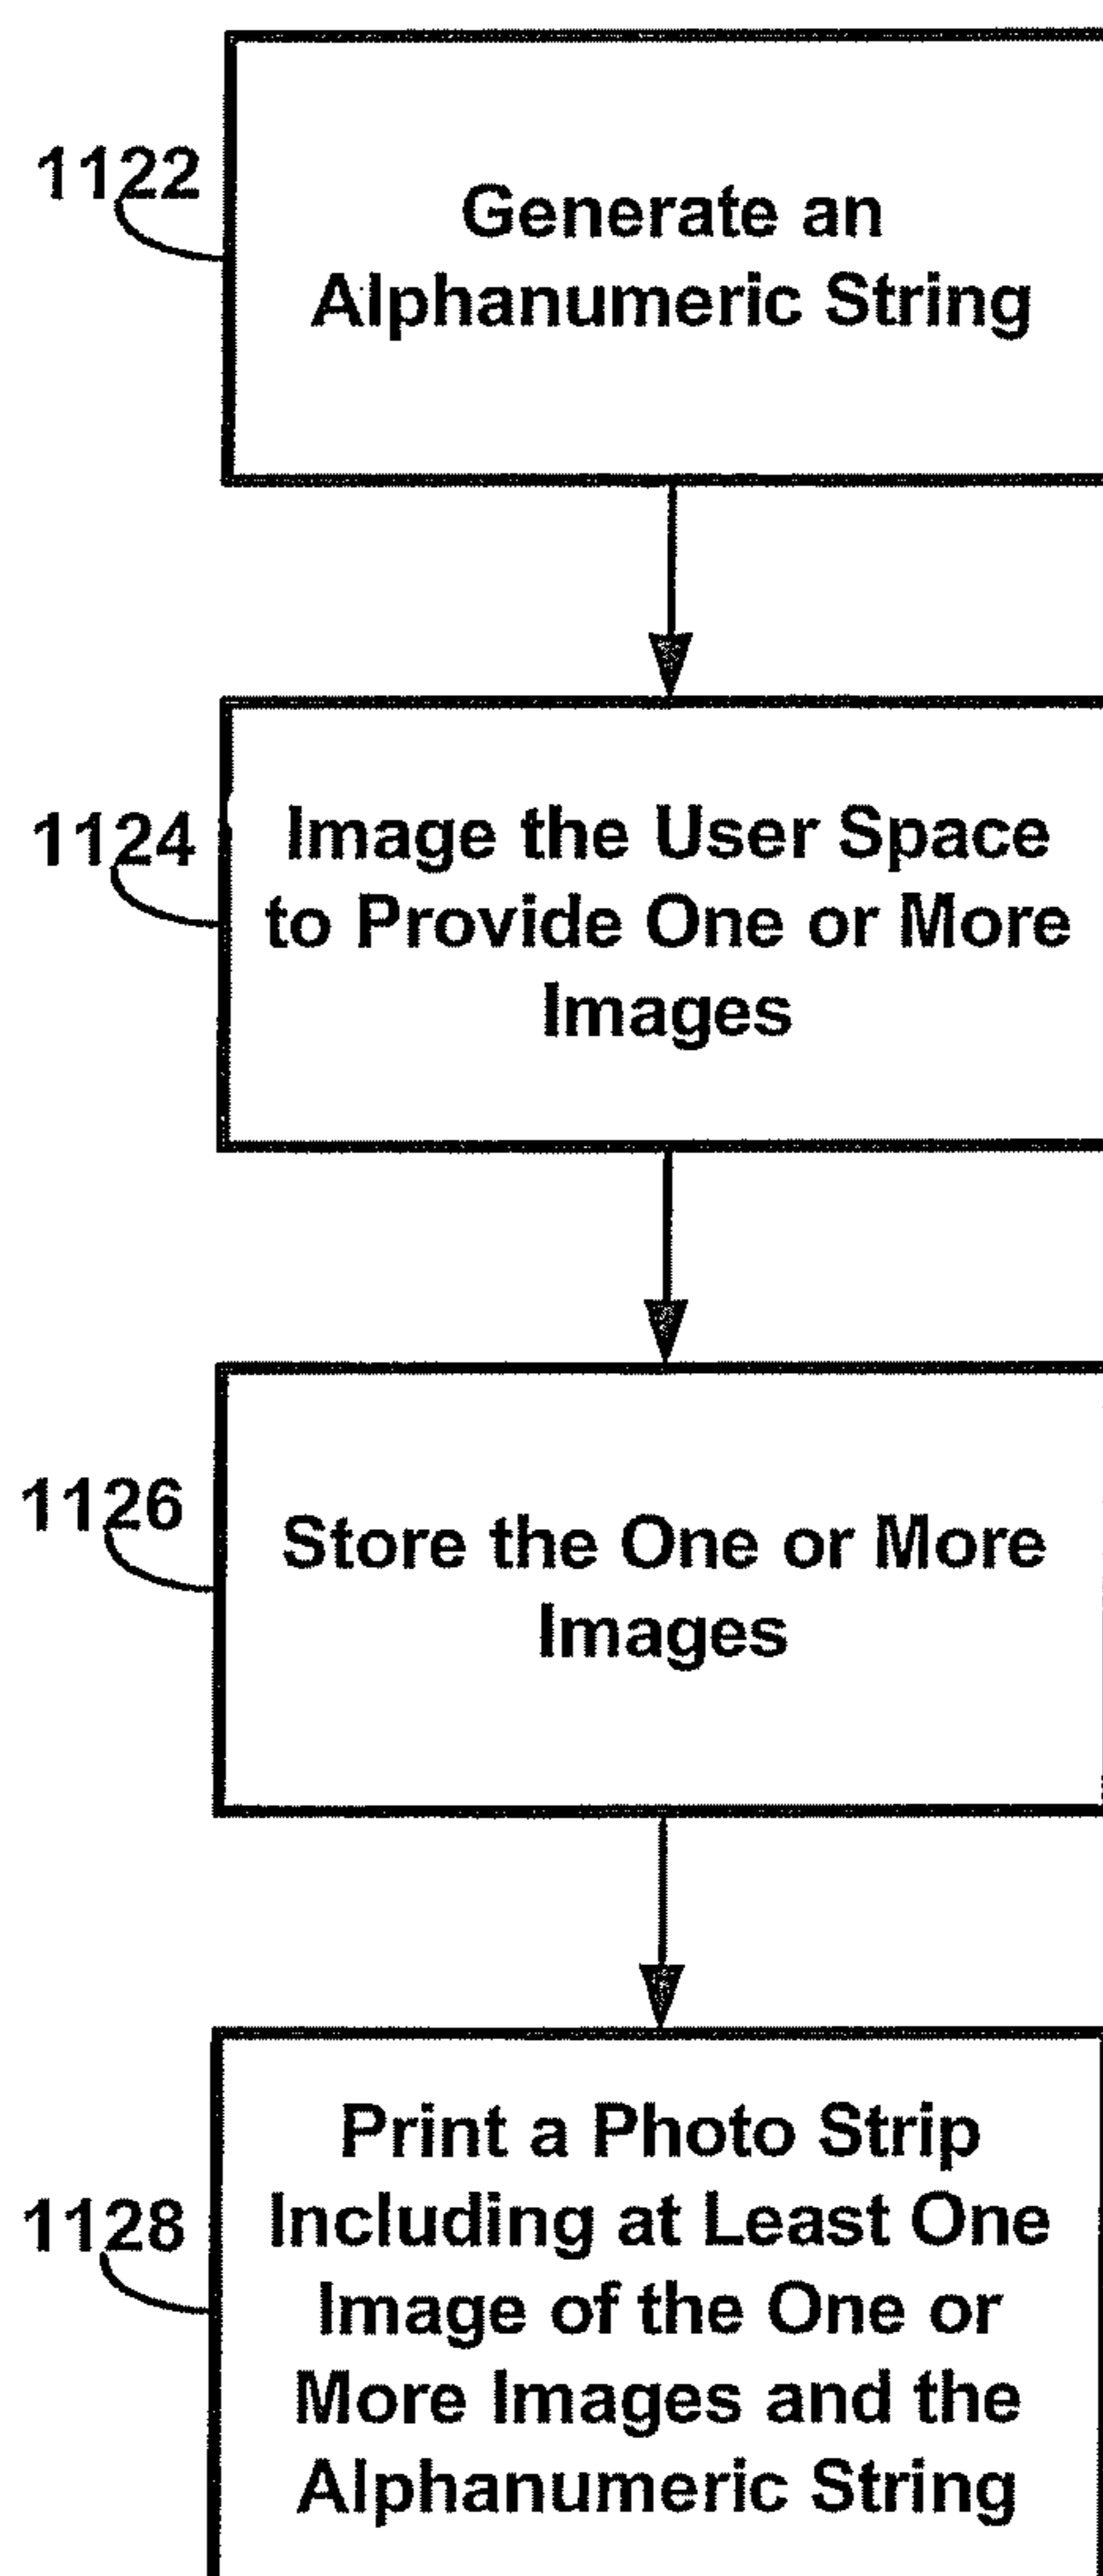 1122
Generate an
Alphanumeric String
1124
Image the User Space
to Provide One or More
Images
1126
Store the One or More
Images
1128
Print a Photo Strip
Including at Least One
Image of the One or
More Images and the
Alphanumeric String